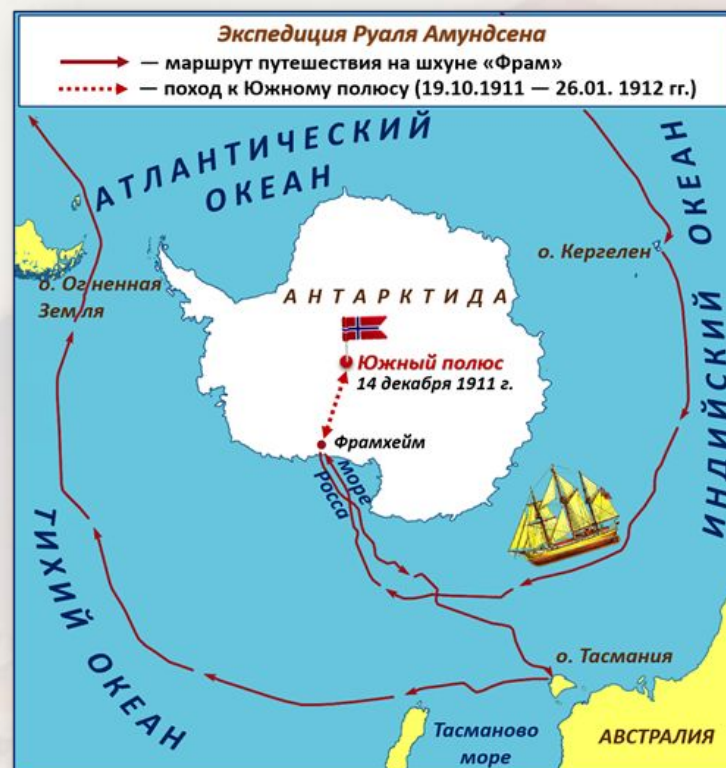 Экспедиция Руаля Амундсена
— маршрут путешествия на шхуне «Фрам»
— поход к Южному полюсу (19.10.1911 — 26.01. 1912 гг.)
АТЛАНТИЧЕСКИЙ
ОКЕАН
ИНДИЙСКИЙ ОКЕАН
о. Кергелен
о. Огненная
Земля
АНТАРКТИДА
Южный полюс
14 декабря 1911 г.
Фрамхейм
море
Росса
ТИХИЙ ОКЕАН
о. Тасмания
Тасманово
море
АВСТРАЛИЯ